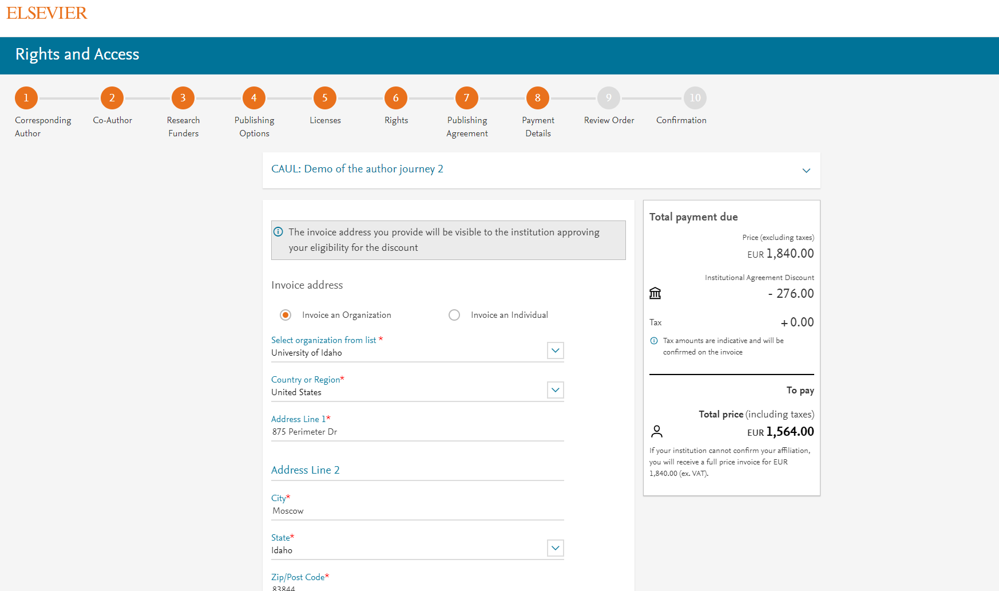 ELSEVIER
Rights and Access
1
2
3
4
5
6
7
8
9
10
Corresponding
Author
Co-Author
Research
Funders
Publishing
Options
Licenses
Rights
Publishing
Agreement
Payment
Details
Review Order
Confirmation
CAUL: Demo of the author journey 2
The invoice address you provide will be visible to the institution approving
your eligibility for the discount
Invoice address
Invoice an Organization
Invoice an Individual
Select organization from list *
University of Idaho
Country or Region*
United States
Address Line 1*
875 Perimeter Dr
Address Line 2
City*
Moscow
State*
Idaho
Zip/Post Code*
83844
Total payment due
Price (excluding taxes)
EUR 1,840.00
Institutional Agreement Discount
- 276.00
Tax
+ 0.00
Tax amounts are indicative and will be
confirmed on the invoice
To pay
Total price (including taxes)
EUR 1,564.00
If your institution cannot confirm your affiliation,
you will receive a full price invoice for EUR
1,840.00 (ex. VAT).